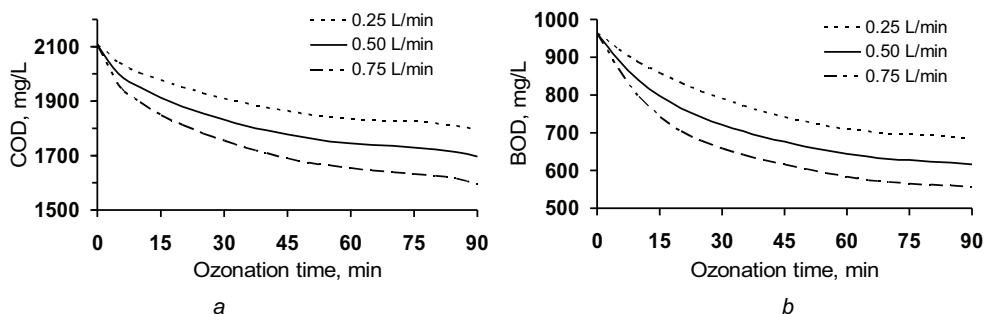 0.25 L/min
0.50 L/min
0.75 L/min
COD, mg/L
2100
1900
1700
1500
0 15 30 45 60 75 90
Ozonation time, min
a
0.25 L/min
0.50 L/min
0.75 L/min
BOD, mg/L
1000
900
800
700
600
500
0 15 30 45 60 75 90
Ozonation time, min
b